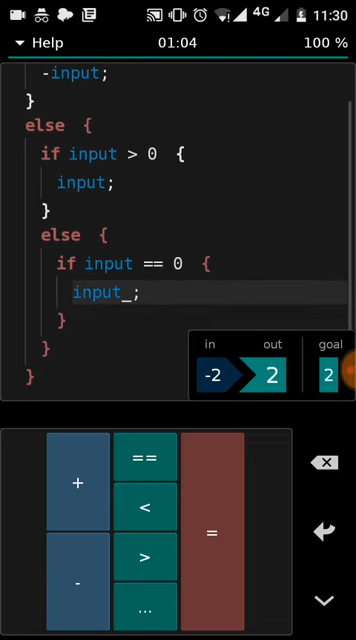 4G 11:30
Help 01:04 100 %
-input;
}
else {
if input > 0 {
input;
}
else {
if input == 0 {
input_;
}
}
}
in out goal
-2 2 2
+ == =
<
- >
...